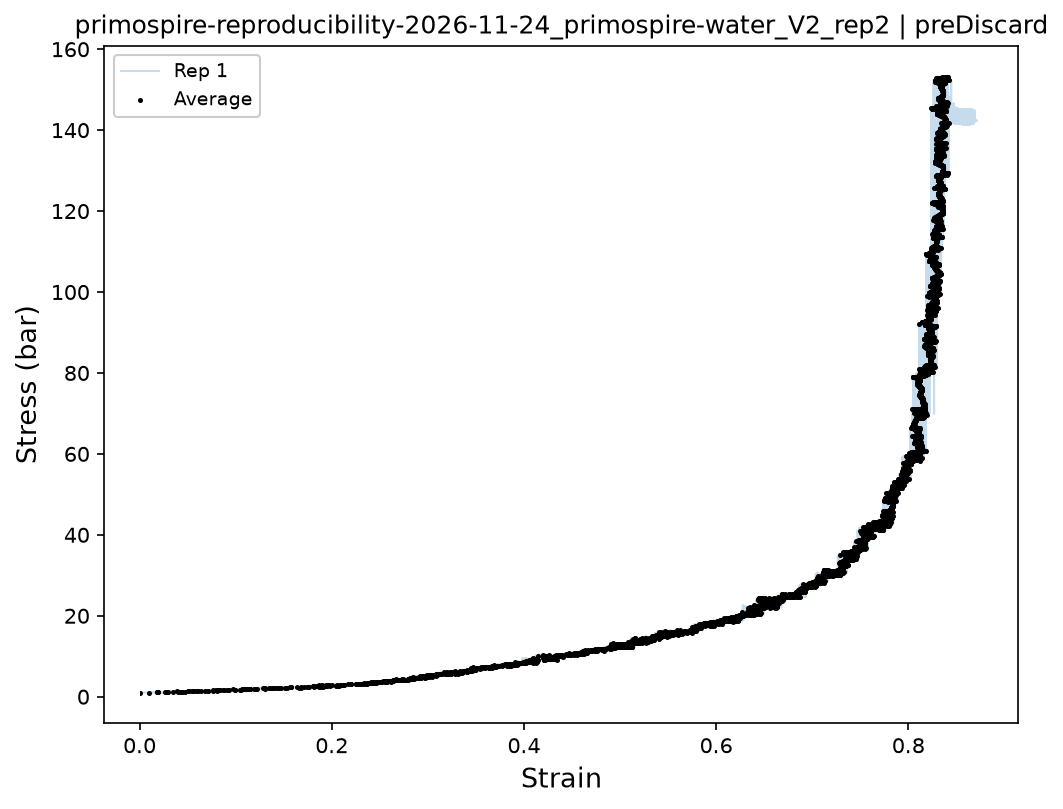 primospire-reproducibility-2026-11-24_primospire-water_V2_rep2 | preDiscard
Rep 1
Average
Stress (bar)
160
140
120
100
80
60
40
20
0
0.0 0.2 0.4 0.6 0.8
Strain